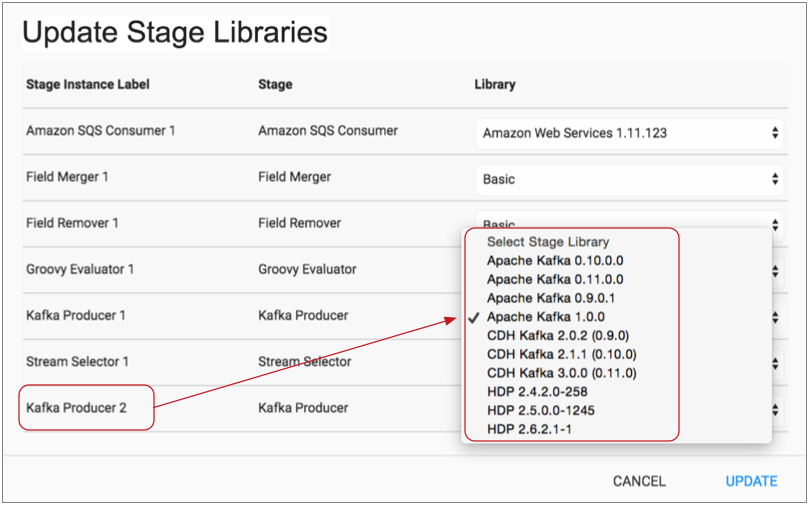 Update Stage Libraries
Stage Instance Label Stage Library
Amazon SQS Consumer 1 Amazon SQS Consumer Amazon Web Services 1.11.123
Field Merger 1 Field Merger Basic
Field Remover 1 Field Remover Basic
Select Stage Library
Apache Kafka 0.10.0.0
Groovy Evaluator 1 Groovy Evaluator
Apache Kafka 0.11.0.0
Apache Kafka 0.9.0.1
Kafka Producer 1 Kafka Producer ✓ Apache Kafka 1.0.0
CDH Kafka 2.0.2 (0.9.0)
CDH Kafka 2.1.1 (0.10.0)
Stream Selector 1 Stream Selector
CDH Kafka 3.0.0 (0.11.0)
HDP 2.4.2.0-258
Kafka Producer 2 Kafka Producer HDP 2.5.0.0-1245
HDP 2.6.2.1-1
CANCEL UPDATE